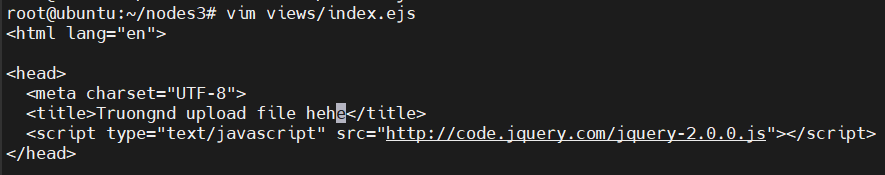 root@ubuntu:~/nodes3# vim views/index.ejs
<html lang="en">
<head>
<meta charset="UTF-8">
<title>Truongnd upload file hehe</title>
<script type="text/javascript" src="http://code.jquery.com/jquery-2.0.0.js"></script>
</head>